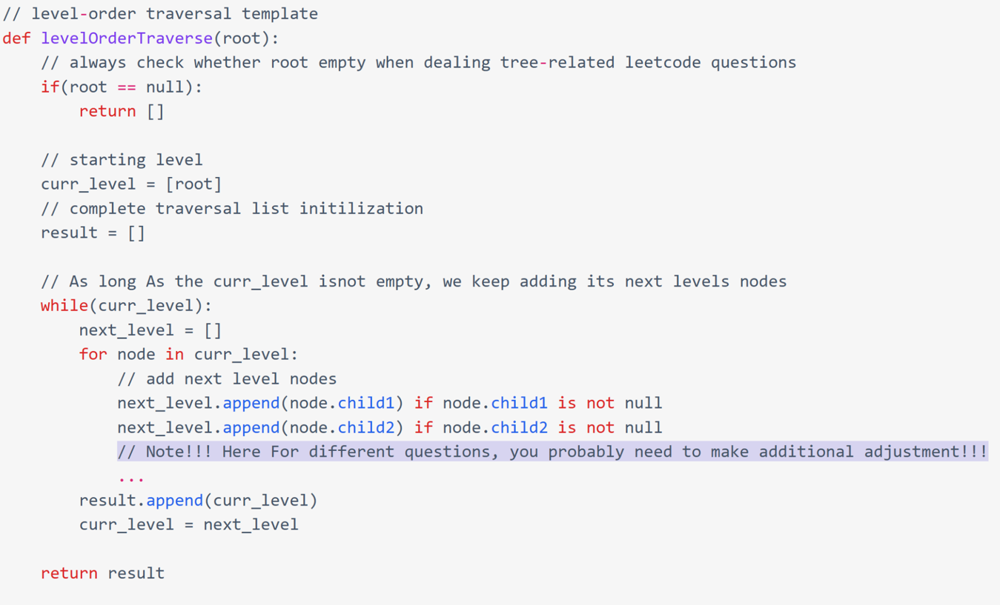 // level-order traversal template
def levelOrderTraverse(root):
// always check whether root empty when dealing tree-related leetcode questions
if(root == null):
return []
// starting level
curr_level = [root]
// complete traversal list initilization
result = []
// As long As the curr_level isnot empty, we keep adding its next levels nodes
while(curr_level):
next_level = []
for node in curr_level:
// add next level nodes
next_level.append(node.child1) if node.child1 is not null
next_level.append(node.child2) if node.child2 is not null
// Note!!! Here For different questions, you probably need to make additional adjustment!!!
...
result.append(curr_level)
curr_level = next_level
return result